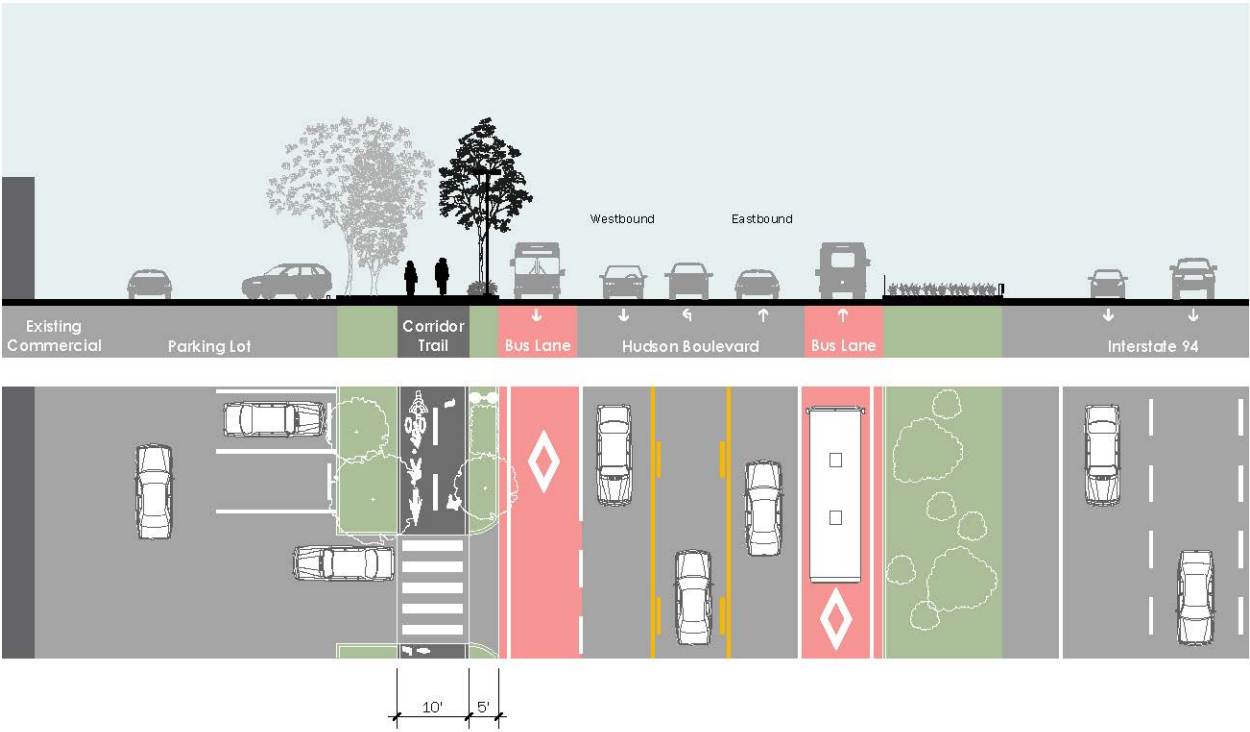 Westbound
Eastbound
Existing
Commercial
Parking Lot
Corridor
Trail
Bus Lane
Hudson Boulevard
Bus Lane
Interstate 94
10'
5'